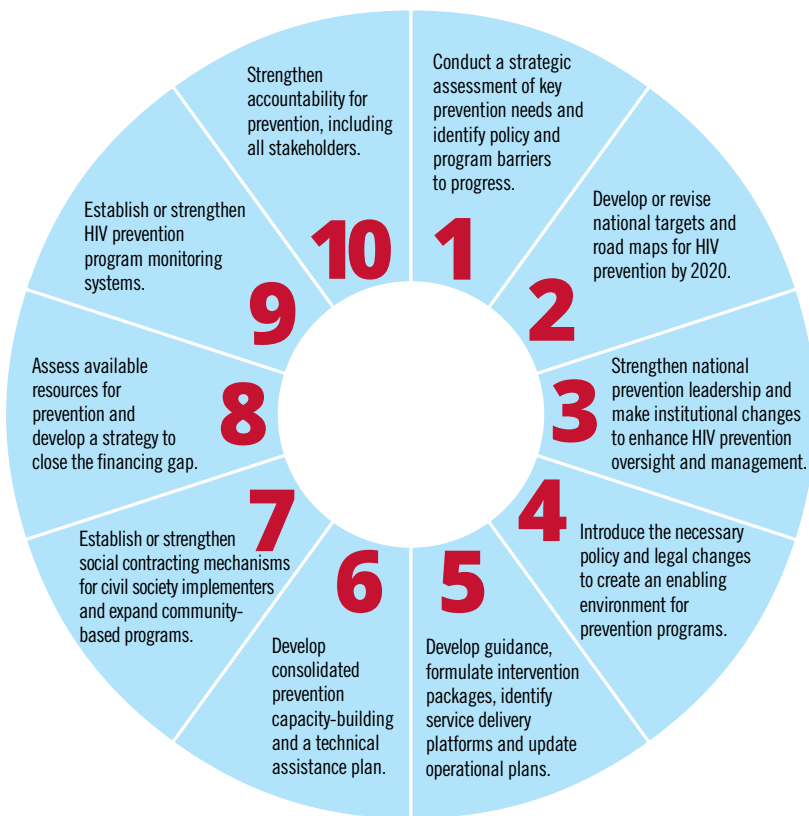 Conduct a strategic
assessment of key
prevention needs and
identify policy and
program barriers
to progress.
1
Develop or revise
national targets and
road maps for HIV
prevention by 2020.
2
Strengthen national
prevention leadership and
make institutional changes
to enhance HIV prevention
oversight and management.
3
Introduce the necessary
policy and legal changes
to create an enabling
environment for
prevention programs.
4
Develop guidance,
formulate intervention
packages, identify
service delivery
platforms and update
operational plans.
5
Develop
consolidated
prevention
capacity-building
and a technical
assistance plan.
6
Establish or strengthen
social contracting mechanisms
for civil society implementers
and expand community-
based programs.
7
Assess available
resources for
prevention and
develop a strategy to
close the financing gap.
8
Establish or strengthen
HIV prevention
program monitoring
systems.
9
Strengthen
accountability for
prevention, including
all stakeholders.
10